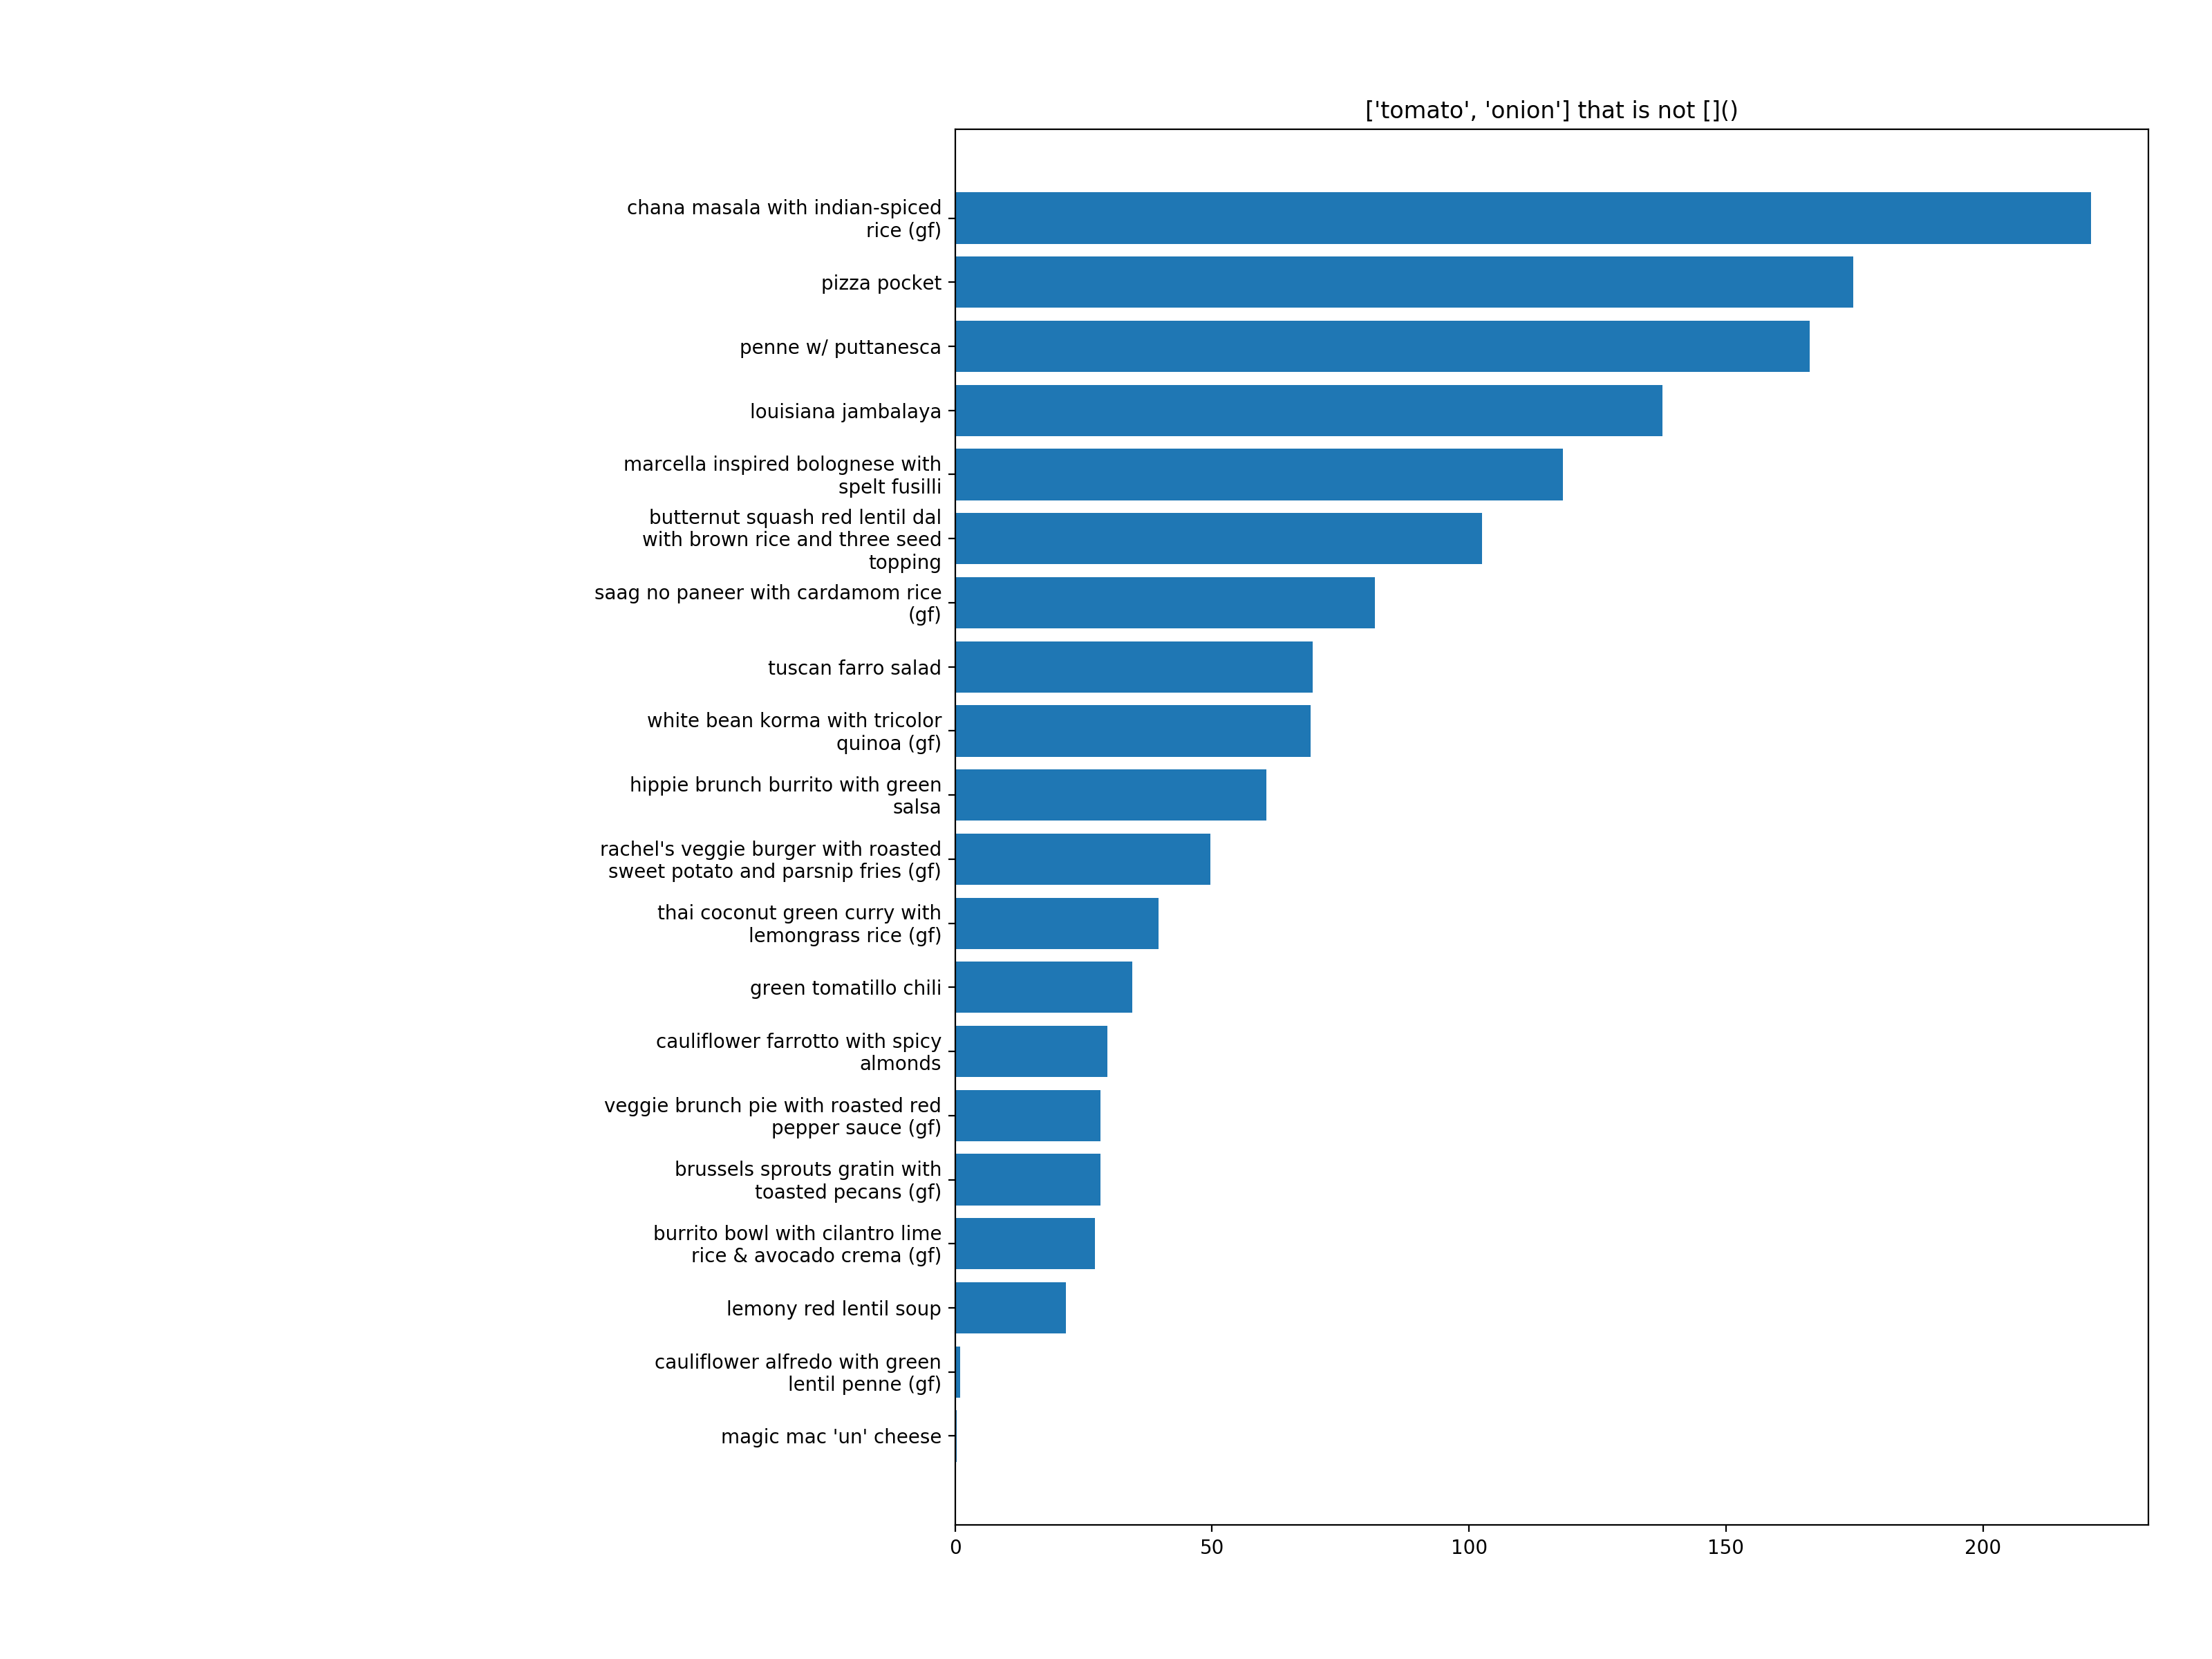 ['tomato', 'onion'] that is not []()
chana masala with indian-spiced
rice (gf)
pizza pocket
penne w/ puttanesca
louisiana jambalaya
marcella inspired bolognese with
spelt fusilli
butternut squash red lentil dal
with brown rice and three seed
topping
saag no paneer with cardamom rice
(gf)
tuscan farro salad
white bean korma with tricolor
quinoa (gf)
hippie brunch burrito with green
salsa
rachel's veggie burger with roasted
sweet potato and parsnip fries (gf)
thai coconut green curry with
lemongrass rice (gf)
green tomatillo chili
cauliflower farrotto with spicy
almonds
veggie brunch pie with roasted red
pepper sauce (gf)
brussels sprouts gratin with
toasted pecans (gf)
burrito bowl with cilantro lime
rice & avocado crema (gf)
lemony red lentil soup
cauliflower alfredo with green
lentil penne (gf)
magic mac 'un' cheese
0 50 100 150 200